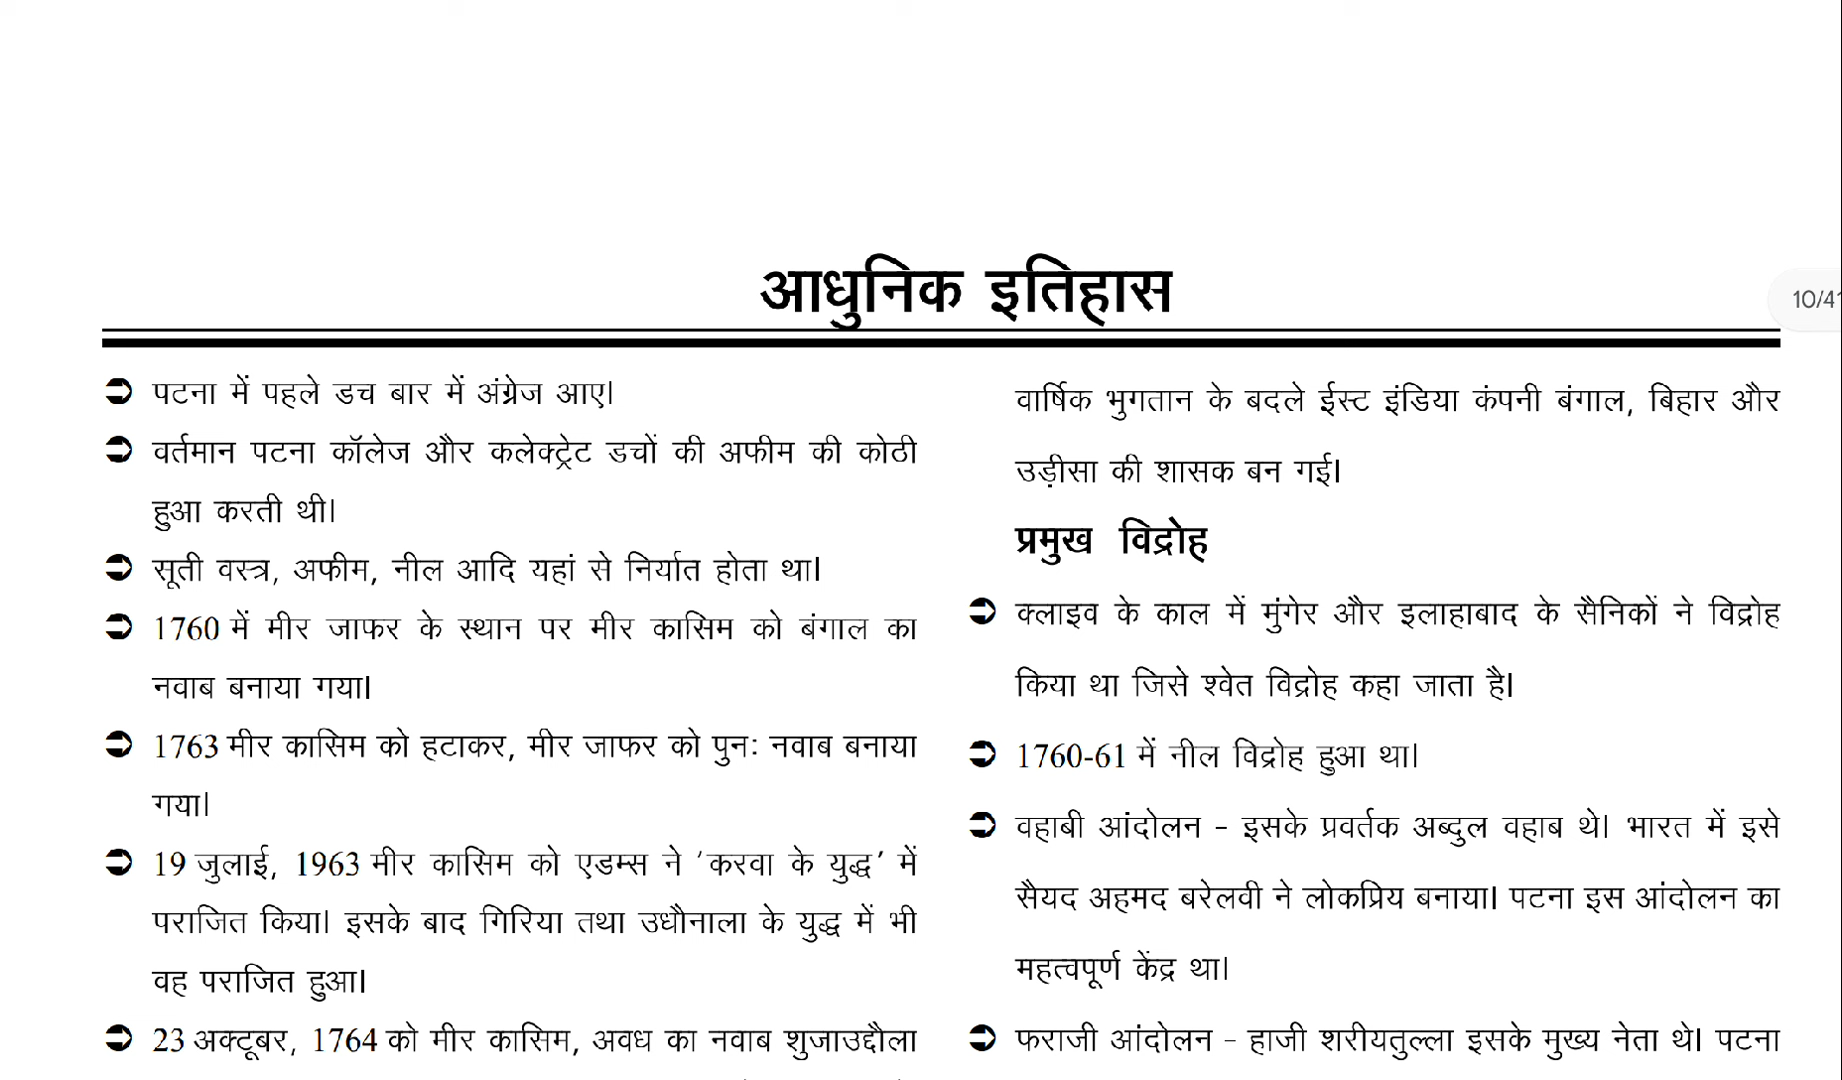 आधुनिक इतिहास
10/41
➲ पटना में पहले डच बार में अंग्रेज आए।
➲ वर्तमान पटना कॉलेज और कलेक्ट्रेट डचों की अफीम की कोठी
हुआ करती थी।
➲ सूती वस्त्र, अफीम, नील आदि यहां से निर्यात होता था।
➲ 1760 में मीर जाफर के स्थान पर मीर कासिम को बंगाल का
नवाब बनाया गया।
➲ 1763 मीर कासिम को हटाकर, मीर जाफर को पुनः नवाब बनाया
गया।
➲ 19 जुलाई, 1963 मीर कासिम को एडम्स ने ‘करवा के युद्ध’ में
पराजित किया। इसके बाद गिरिया तथा उधौनाला के युद्ध में भी
वह पराजित हुआ।
➲ 23 अक्टूबर, 1764 को मीर कासिम, अवध का नवाब शुजाउद्दौला
वार्षिक भुगतान के बदले ईस्ट इंडिया कंपनी बंगाल, बिहार और
उड़ीसा की शासक बन गई।
प्रमुख विद्रोह
➲ क्लाइव के काल में मुंगेर और इलाहाबाद के सैनिकों ने विद्रोह
किया था जिसे श्वेत विद्रोह कहा जाता है।
➲ 1760-61 में नील विद्रोह हुआ था।
➲ वहाबी आंदोलन - इसके प्रवर्तक अब्दुल वहाब थे। भारत में इसे
सैयद अहमद बरेलवी ने लोकप्रिय बनाया। पटना इस आंदोलन का
महत्वपूर्ण केंद्र था।
➲ फराजी आंदोलन - हाजी शरीयतुल्ला इसके मुख्य नेता थे। पटना